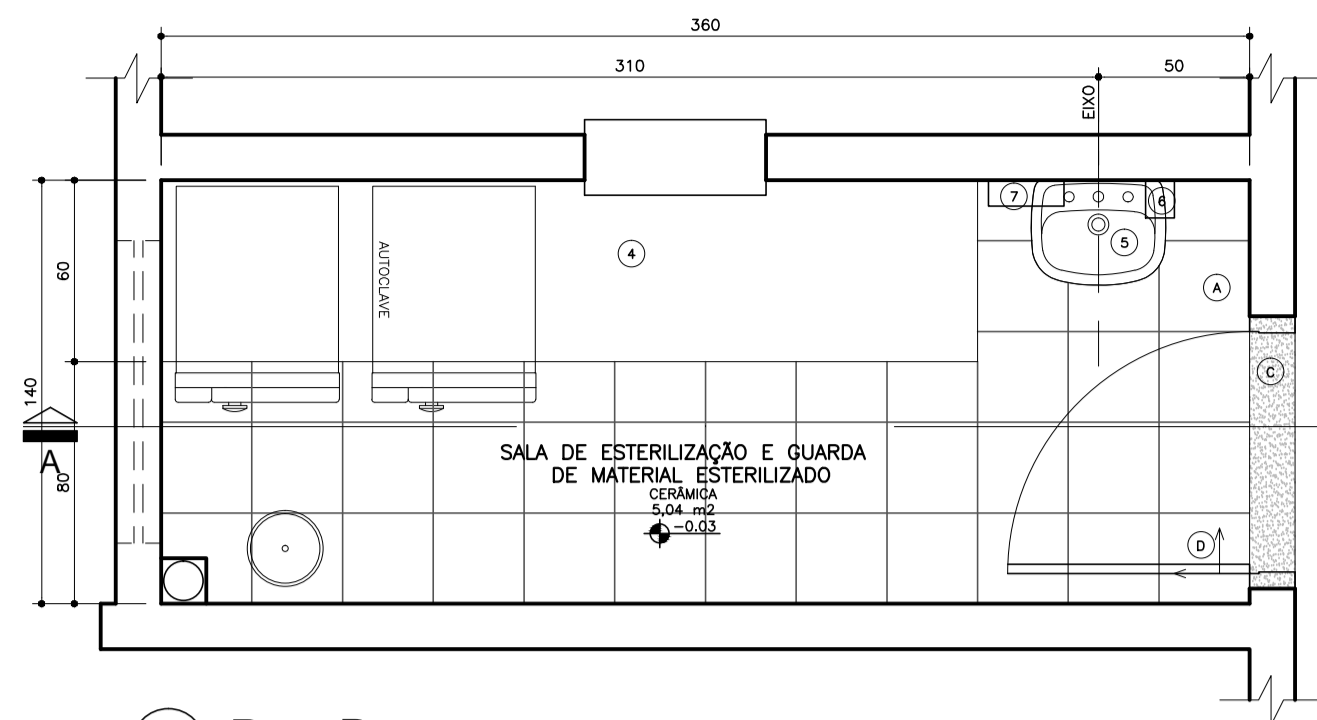 360
310
50
EIXO
7
6
5
4
AUTOCLAVE
A
60
140
C
A
80
SALA DE ESTERILIZAÇÃO E GUARDA
DE MATERIAL ESTERILIZADO
CERÂMICA
5,04 m2
-0.03
D